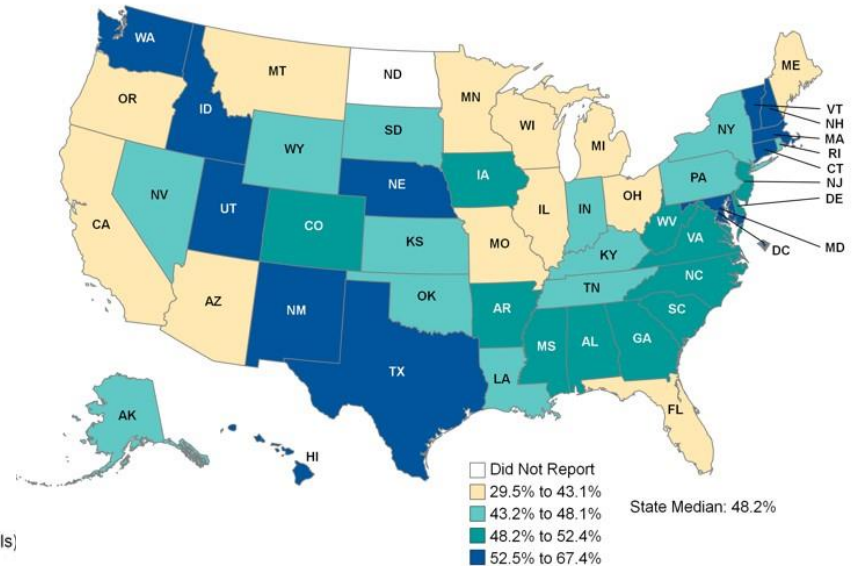 WA
MT
ND
MN
ME
OR
ID
WI
MI
NY
VT
NH
MA
RI
CT
NJ
DE
MD
DC
SD
WY
NV
NE
IA
PA
UT
CO
IL
IN
OH
WV
VA
CA
KS
MO
KY
NC
TN
AZ
NM
OK
AR
SC
MS
AL
GA
TX
LA
FL
AK
HI
Did Not Report
29.5% to 43.1%
43.2% to 48.1%
48.2% to 52.4%
52.5% to 67.4%
State Median: 48.2%
ls)